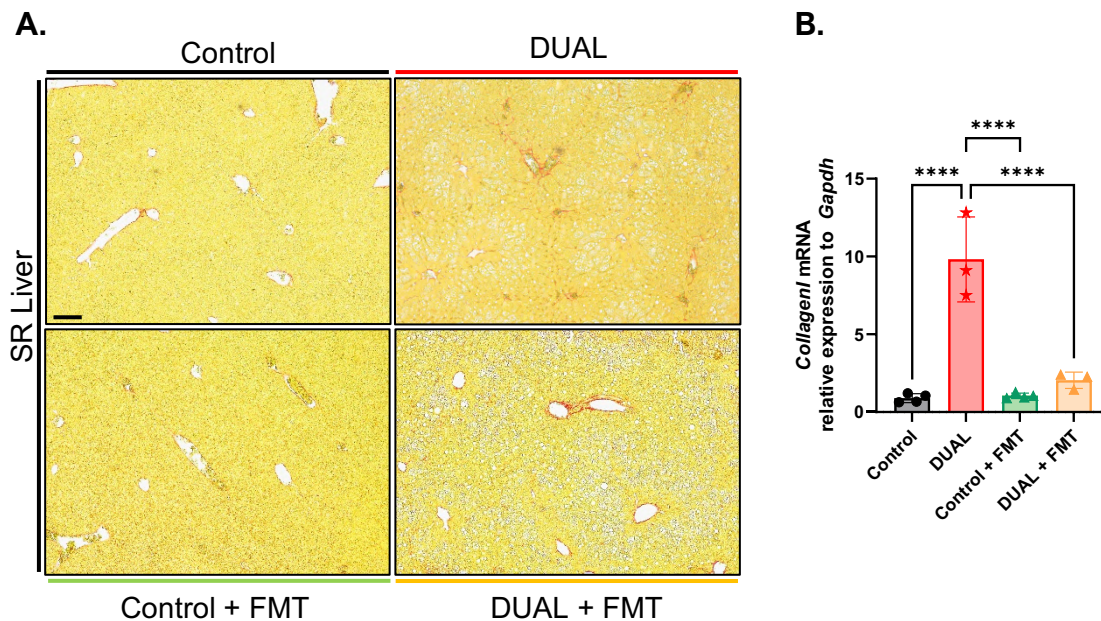 A.
Control
DUAL
SR Liver
Control + FMT
DUAL + FMT
B.
****
****
****
CollagenI mRNA
relative expression to Gapdh
15
10
5
0
Control
DUAL
Control + FMT
DUAL + FMT